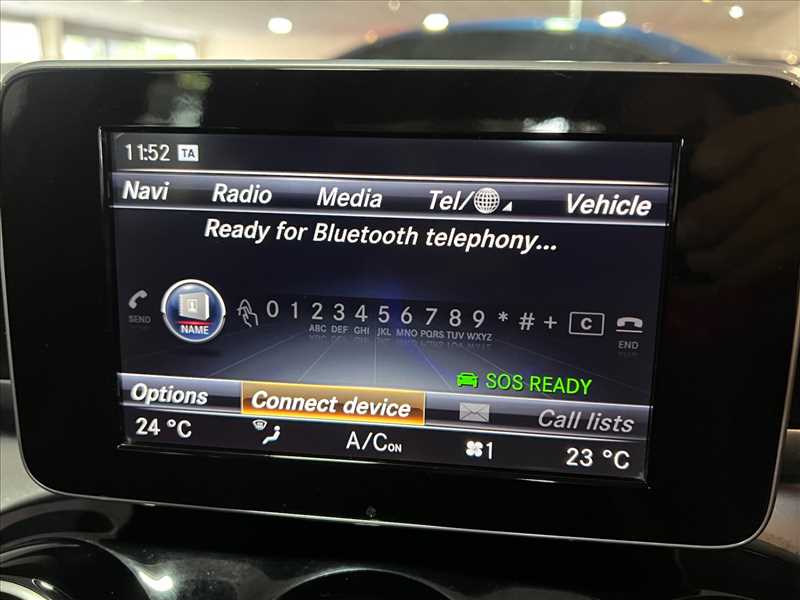 11:52 TA
Navi Radio Media Tel/ Vehicle
Ready for Bluetooth telephony...
SEND NAME 0 1 2 3 4 5 6 7 8 9 * # + C END
ABC DEF GHI JKL MNO PQRS TUV WXYZ
SOS READY
Options Connect device Call lists
24 °C A/C ON 1 23 °C